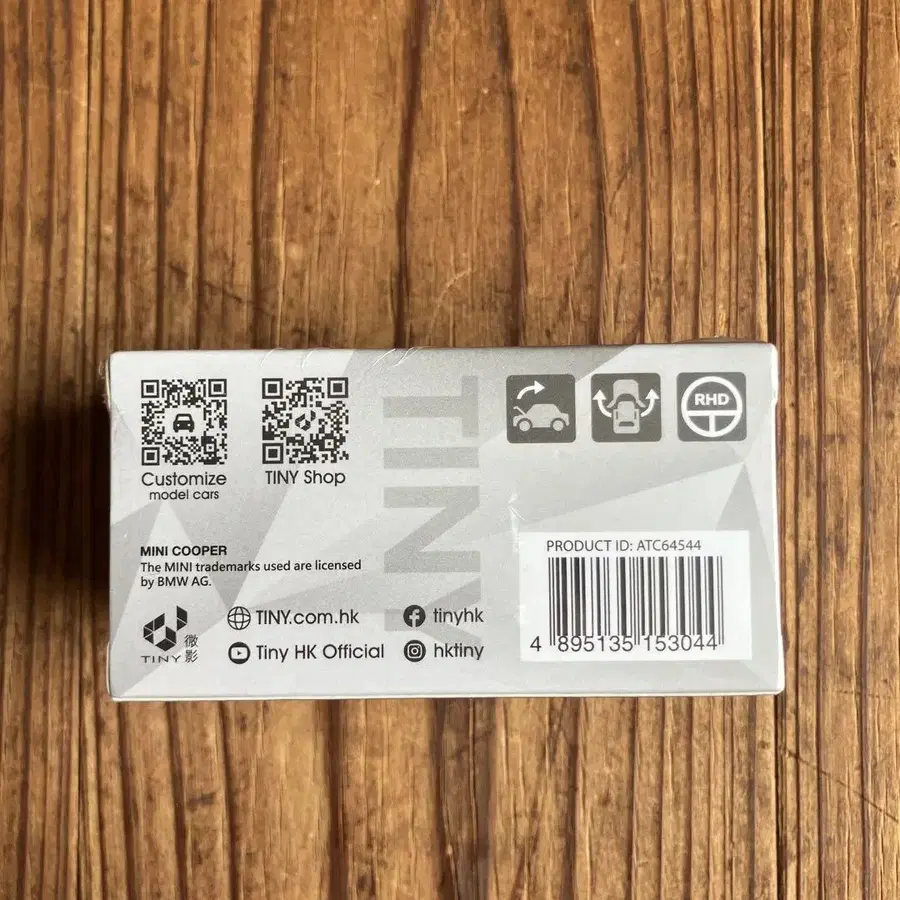 TINY
RHD
Customize
model cars
TINY Shop
MINI COOPER
The MINI trademarks used are licensed
by BMW AG.
PRODUCT ID: ATC64544
4 895135 153044
TINY 微影
TINY.com.hk
tinyhk
Tiny HK Official
hktiny